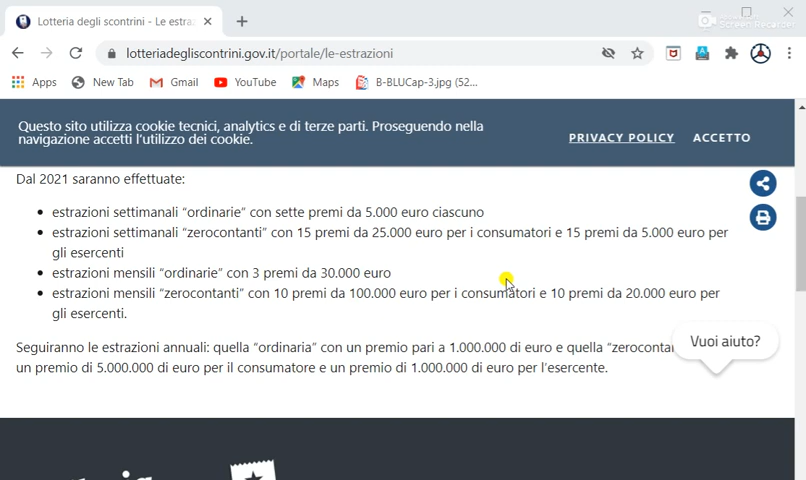 Lotteria degli scontrini - Le estraz
Screen Recorder
lotteriadegliscontrini.gov.it/portale/le-estrazioni
Apps New Tab Gmail YouTube Maps B-BLUCap-3.jpg (52...
Questo sito utilizza cookie tecnici, analytics e di terze parti. Proseguendo nella
navigazione accetti l'utilizzo dei cookie.
PRIVACY POLICY ACCETTO
Dal 2021 saranno effettuate:
estrazioni settimanali “ordinarie” con sette premi da 5.000 euro ciascuno
estrazioni settimanali “zerocontanti” con 15 premi da 25.000 euro per i consumatori e 15 premi da 5.000 euro per
gli esercenti
estrazioni mensili “ordinarie” con 3 premi da 30.000 euro
estrazioni mensili “zerocontanti” con 10 premi da 100.000 euro per i consumatori e 10 premi da 20.000 euro per
gli esercenti.
Seguiranno le estrazioni annuali: quella “ordinaria” con un premio pari a 1.000.000 di euro e quella “zerocontan
un premio di 5.000.000 di euro per il consumatore e un premio di 1.000.000 di euro per l'esercente.
Vuoi aiuto?